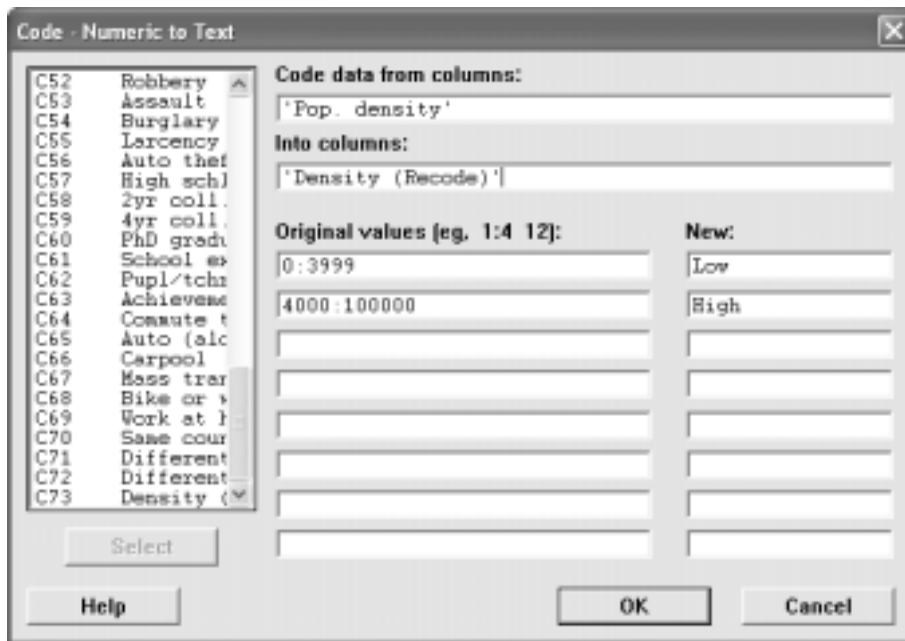 Code - Numeric to Text
C52 Robbery
C53 Assault
C54 Burglary
C55 Larcency
C56 Auto thef
C57 High schl
C58 2yr coll.
C59 4yr coll.
C60 PhD gradu
C61 School ex
C62 Pupl/tchr
C63 Achieveme
C64 Commute t
C65 Auto (alo
C66 Carpool
C67 Mass tran
C68 Bike or w
C69 Work at h
C70 Same coun
C71 Different
C72 Different
C73 Density (
Select
Code data from columns:
'Pop. density'
Into columns:
'Density (Recode)'
Original values (eg, 1:4 12): New:
0:3999 Low
4000:100000 High
Help OK Cancel